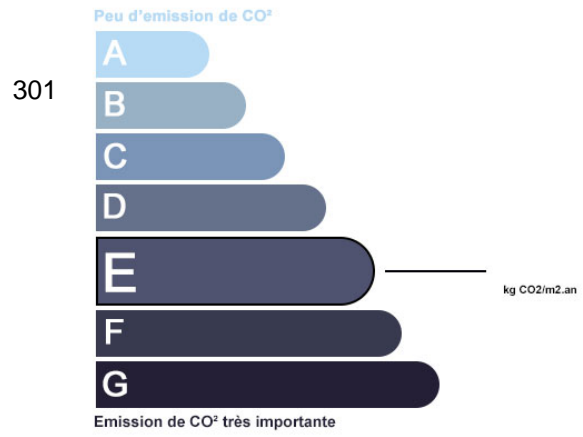 Peu d'emission de CO²
A
301
B
C
D
E
kg CO2/m2.an
F
G
Emission de CO² très importante